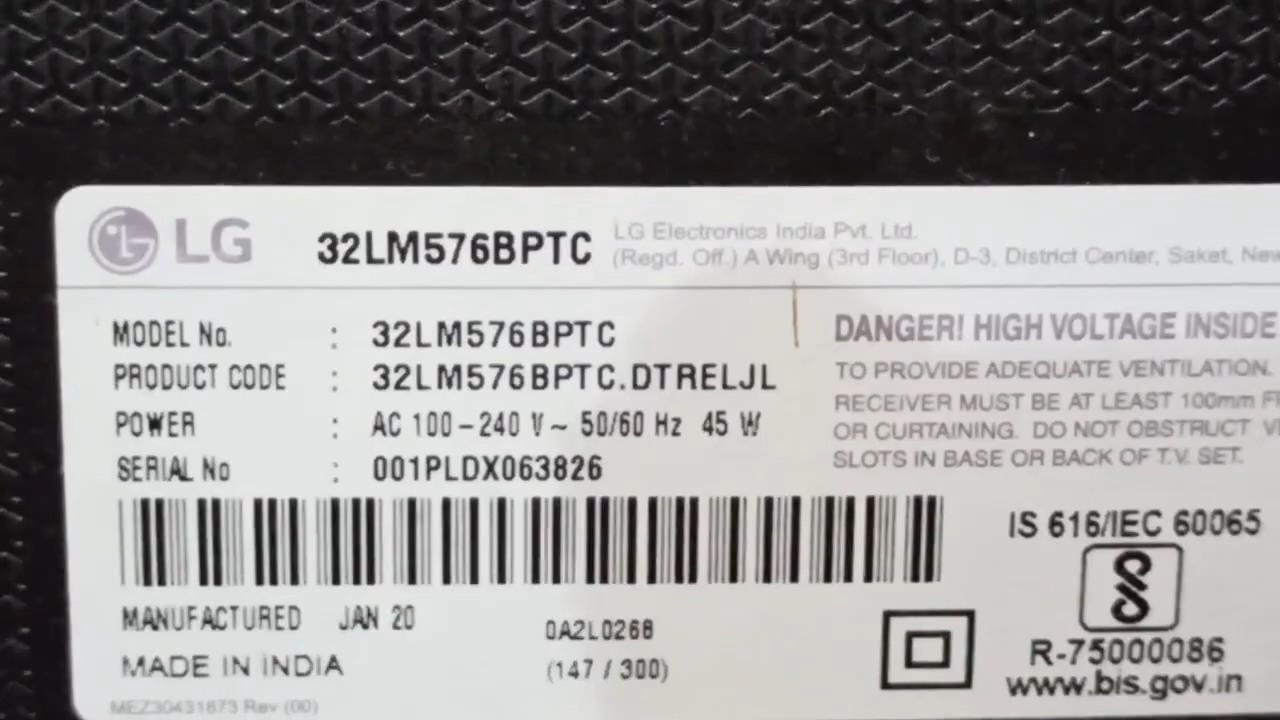 LG 32LM576BPTC
LG Electronics India Pvt. Ltd.
(Regd. Off.) A Wing (3rd Floor), D-3, District Center, Saket, New
MODEL No. : 32LM576BPTC
PRODUCT CODE : 32LM576BPTC.DTRELJL
POWER : AC 100-240 V~ 50/60 Hz 45 W
SERIAL No : 001PLDX063826
MANUFACTURED JAN 20
MADE IN INDIA
0A2L0268
(147 / 300)
MEZ30431673 Rev (00)
DANGER! HIGH VOLTAGE INSIDE
TO PROVIDE ADEQUATE VENTILATION.
RECEIVER MUST BE AT LEAST 100mm
OR CURTAINING. DO NOT OBSTRUCT
SLOTS IN BASE OR BACK OF T.V. SET.
IS 616/IEC 60065
R-75000086
www.bis.gov.in